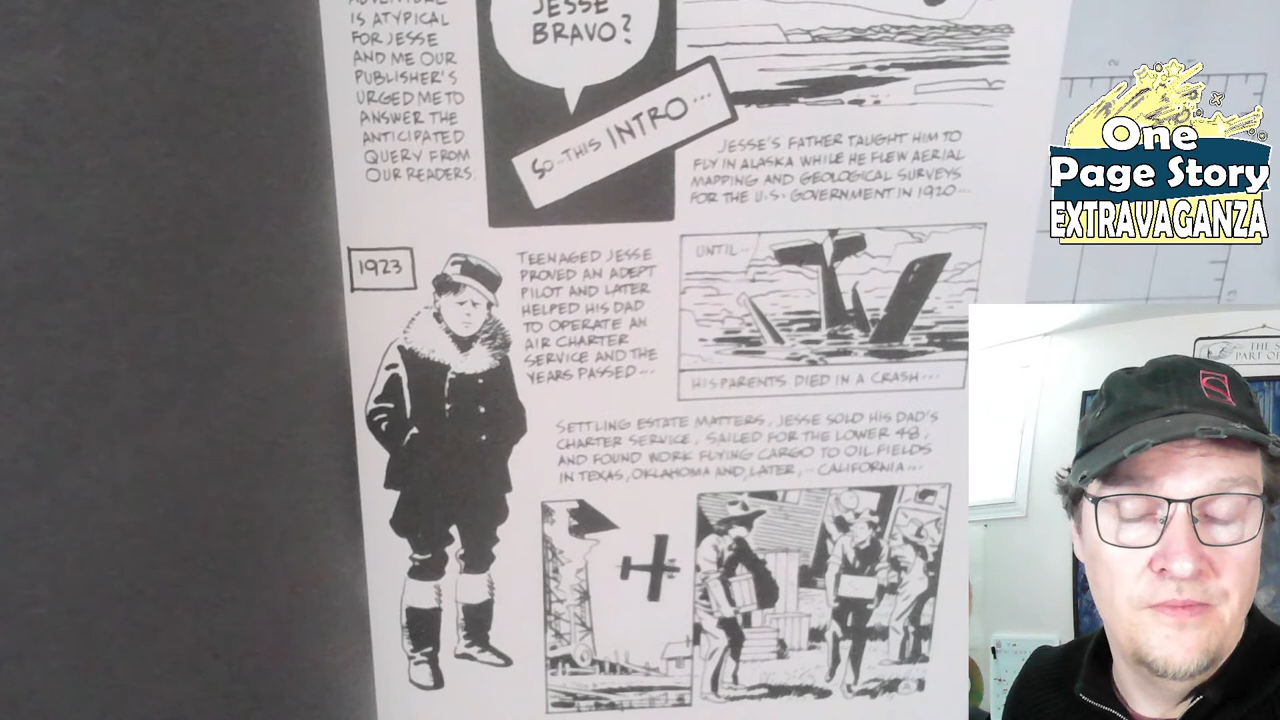 IS ATYPICAL
FOR JESSE
AND ME OUR
PUBLISHER'S
URGED ME TO
ANSWER THE
ANTICIPATED
QUERY FROM
OUR READERS.
JESSE
BRAVO?
SO..THIS INTRO...
JESSE'S FATHER TAUGHT HIM TO
FLY IN ALASKA WHILE HE FLEW AERIAL
MAPPING AND GEOLOGICAL SURVEYS
FOR THE U.S. GOVERNMENT IN 1920...
1923
TEENAGED JESSE
PROVED AN ADEPT
PILOT AND LATER
HELPED HIS DAD
TO OPERATE AN
AIR CHARTER
SERVICE AND THE
YEARS PASSED...
UNTIL..
HIS PARENTS DIED IN A CRASH...
SETTLING ESTATE MATTERS, JESSE SOLD HIS DAD'S
CHARTER SERVICE, SAILED FOR THE LOWER 48,
AND FOUND WORK FLYING CARGO TO OIL FIELDS
IN TEXAS, OKLAHOMA AND, LATER, .. CALIFORNIA...
One
Page Story
EXTRAVAGANZA
THE S
PART OF
S